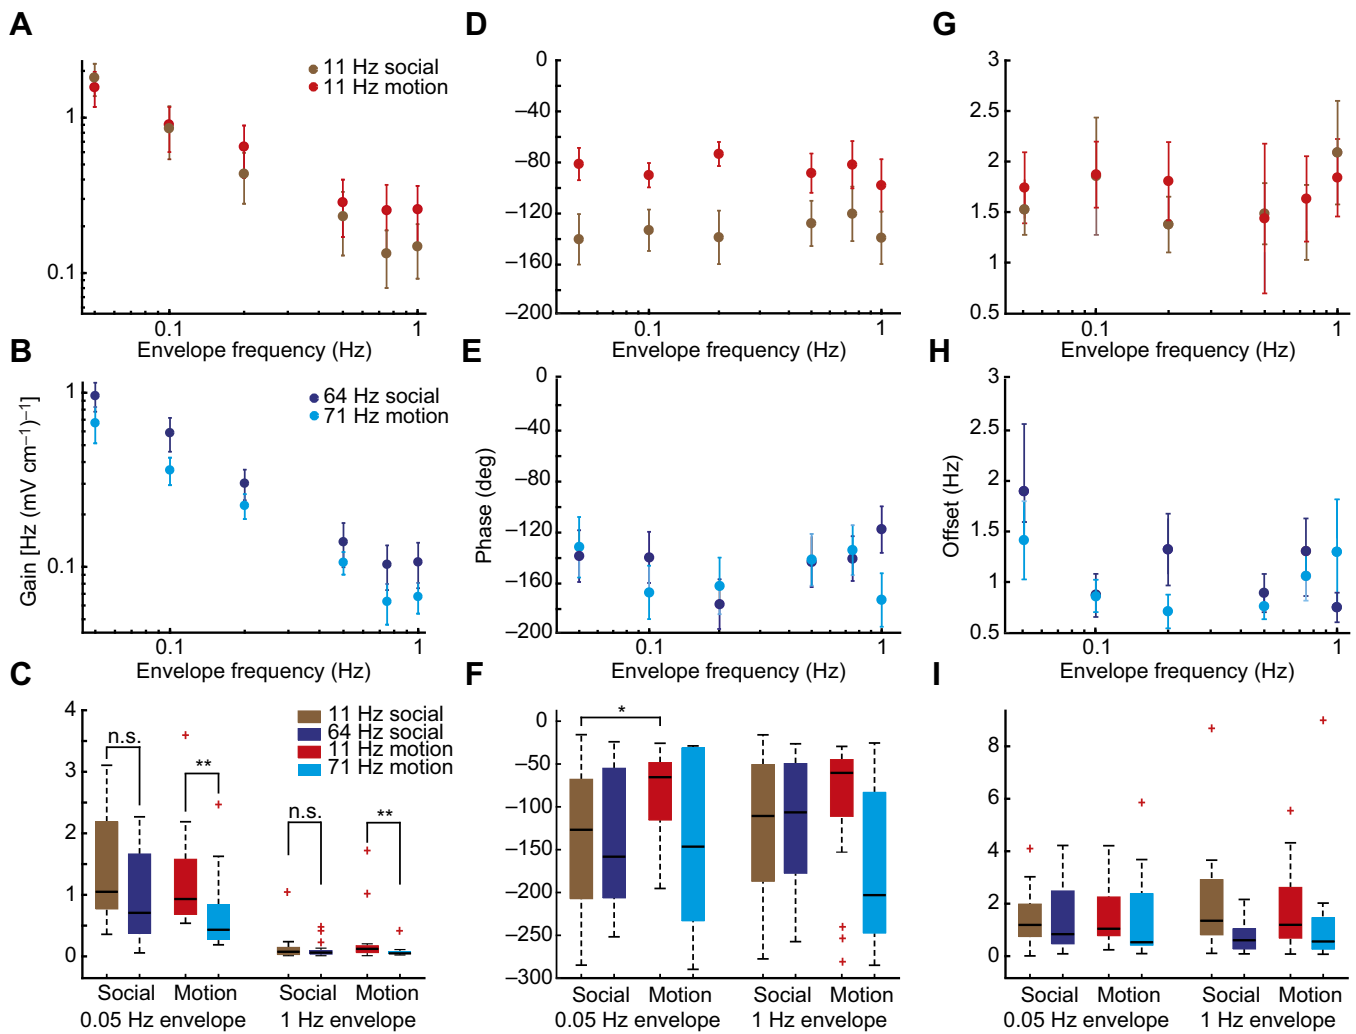 A
11 Hz social
11 Hz motion
1
0.1
0.1
1
Envelope frequency (Hz)
D
0
–40
–80
–120
–160
–200
0.1
1
Envelope frequency (Hz)
G
3
2.5
2
1.5
1
0.5
0.1
1
Envelope frequency (Hz)
B
64 Hz social
71 Hz motion
Gain [Hz (mV cm–1)–1]
1
0.1
0.1
1
Envelope frequency (Hz)
E
Phase (deg)
0
–40
–80
–120
–160
–200
0.1
1
Envelope frequency (Hz)
H
Offset (Hz)
3
2.5
2
1.5
1
0.5
0.1
1
Envelope frequency (Hz)
C
4
3
2
1
0
n.s.
**
n.s.
**
11 Hz social
64 Hz social
11 Hz motion
71 Hz motion
Social Motion Social Motion
0.05 Hz envelope 1 Hz envelope
F
0
–50
–100
–150
–200
–250
–300
*
Social Motion Social Motion
0.05 Hz envelope 1 Hz envelope
I
8
6
4
2
0
Social Motion Social Motion
0.05 Hz envelope 1 Hz envelope